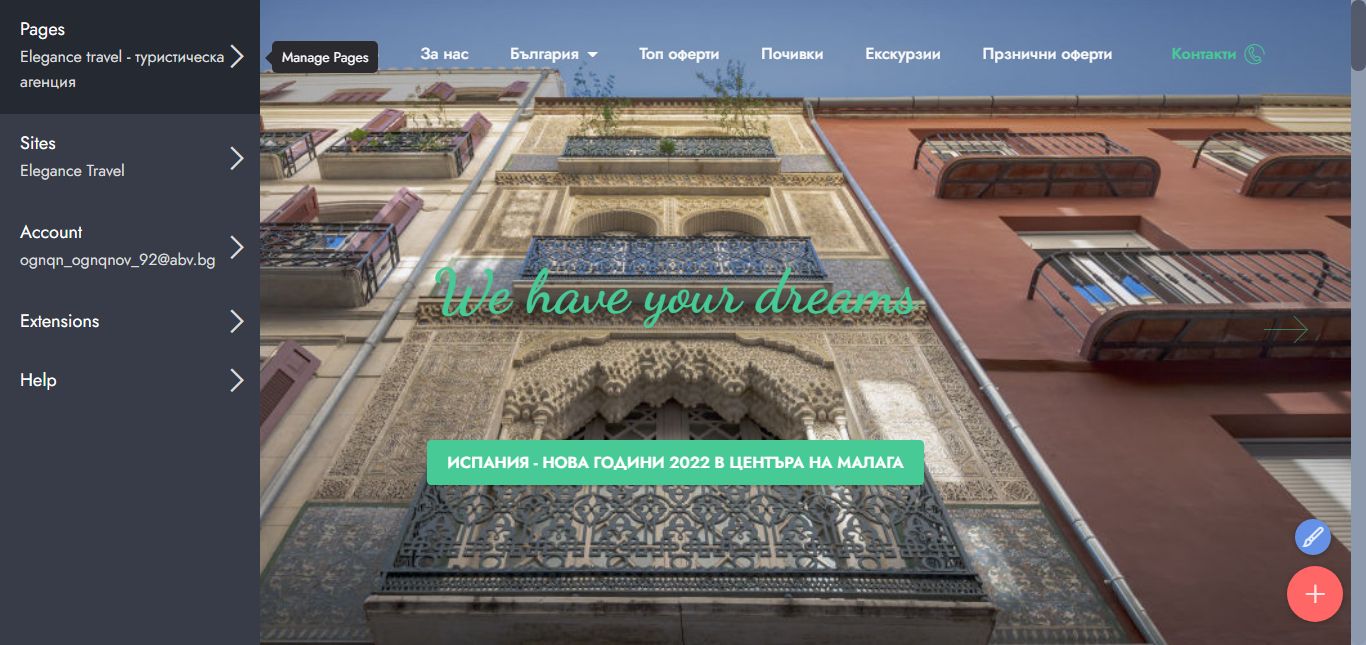 Pages
Elegance travel - туристическа
агенция
Manage Pages
За нас
България
Топ оферти
Почивки
Екскурзии
Прзнични оферти
Контакти
Sites
Elegance Travel
Account
ognqn_ognqnov_92@abv.bg
Extensions
Help
We have your dreams
ИСПАНИЯ - НОВА ГОДИНИ 2022 В ЦЕНТЪРА НА МАЛАГА